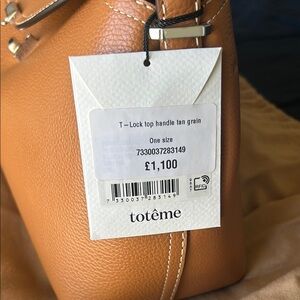 T–Lock top handle tan grain
One size
7330037283149
£1,100
7 330037 283149
RFID
totême